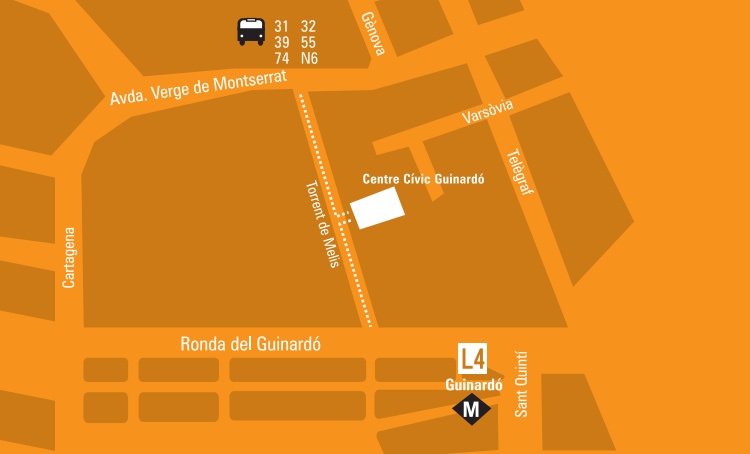 31 32
39 55
74 N6
Gènova
Avda. Verge de Montserrat
Varsòvia
Telègraf
Centre Cívic Guinardó
Torrent de Melis
Cartagena
Ronda del Guinardó
L4
Guinardó
M
Sant Quintí